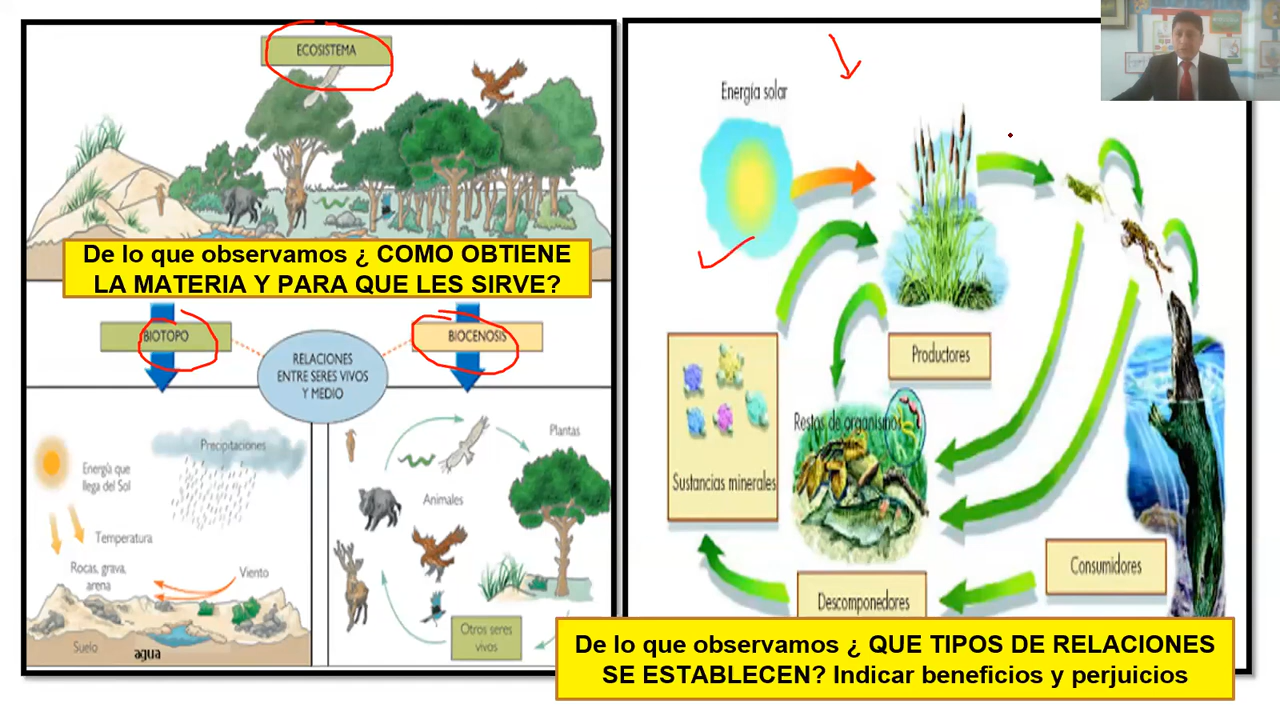 ECOSISTEMA
De lo que observamos ¿ COMO OBTIENE
LA MATERIA Y PARA QUE LES SIRVE?
BIOTOPO
BIOCENOSIS
RELACIONES
ENTRE SERES VIVOS
Y MEDIO
Precipitaciones
Energía que
llega del Sol
Temperatura
Rocas, grava,
arena
Viento
Suelo
agua
Plantas
Animales
Otros seres
vivos
Energía solar
Productores
Restos de organismos
Sustancias minerales
Consumidores
Descomponedores
De lo que observamos ¿ QUE TIPOS DE RELACIONES
SE ESTABLECEN? Indicar beneficios y perjuicios